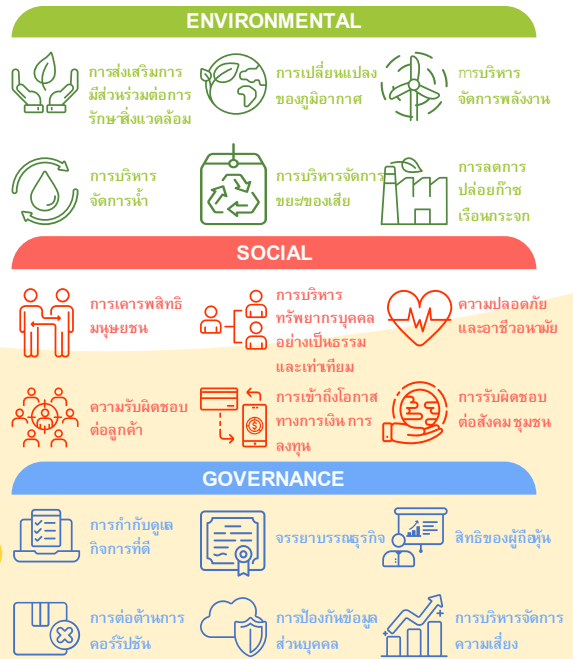 ENVIRONMENTAL
การส่งเสริมการ
มีส่วนร่วมต่อการ
รักษาสิ่งแวดล้อม
การเปลี่ยนแปลง
ของภูมิอากาศ
การบริหาร
จัดการพลังงาน
การบริหาร
จัดการน้ำ
การบริหารจัดการ
ขยะ/ของเสีย
การลดการ
ปล่อยก๊าซ
เรือนกระจก
SOCIAL
การเคารพสิทธิ
มนุษยชน
การบริหาร
ทรัพยากรบุคคล
อย่างเป็นธรรม
และเท่าเทียม
ความปลอดภัย
และอาชีวอนามัย
ความรับผิดชอบ
ต่อลูกค้า
การเข้าถึงโอกาส
ทางการเงิน การ
ลงทุน
การรับผิดชอบ
ต่อสังคม ชุมชน
GOVERNANCE
การกำกับดูแล
กิจการที่ดี
จรรยาบรรณธุรกิจ
สิทธิของผู้ถือหุ้น
การต่อต้านการ
คอร์รัปชัน
การป้องกันข้อมูล
ส่วนบุคคล
การบริหารจัดการ
ความเสี่ยง